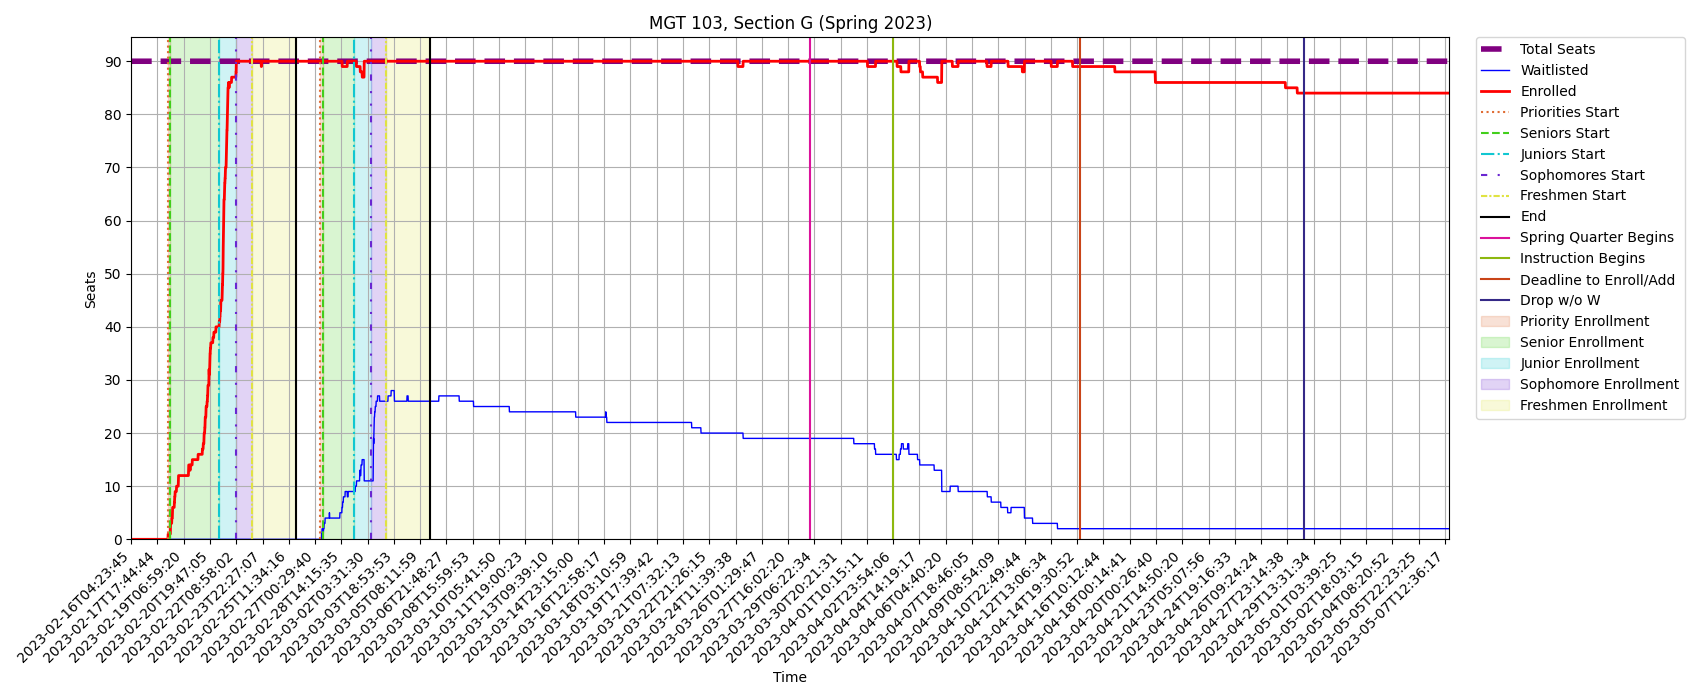 MGT 103, Section G (Spring 2023)
Seats
90
80
70
60
50
40
30
20
10
0
2023-02-16T04:23:45
2023-02-17T17:44:44
2023-02-19T06:59:20
2023-02-20T19:47:05
2023-02-22T08:58:02
2023-02-23T22:27:07
2023-02-25T11:34:16
2023-02-27T00:29:40
2023-02-28T14:15:35
2023-03-02T03:31:30
2023-03-03T18:53:53
2023-03-05T08:11:59
2023-03-06T21:48:27
2023-03-08T15:59:53
2023-03-10T05:41:50
2023-03-11T19:00:23
2023-03-13T09:39:10
2023-03-14T23:15:00
2023-03-16T12:58:17
2023-03-18T03:10:59
2023-03-19T17:39:42
2023-03-21T07:32:13
2023-03-22T21:26:15
2023-03-24T11:39:38
2023-03-26T01:29:47
2023-03-27T16:02:20
2023-03-29T06:22:34
2023-03-30T20:21:31
2023-04-01T10:15:11
2023-04-02T23:54:06
2023-04-04T14:19:17
2023-04-06T04:40:20
2023-04-07T18:46:05
2023-04-09T08:54:09
2023-04-10T22:49:44
2023-04-12T13:06:34
2023-04-14T19:30:52
2023-04-16T10:12:44
2023-04-18T00:14:41
2023-04-20T00:26:40
2023-04-21T14:50:20
2023-04-23T05:07:56
2023-04-24T19:16:33
2023-04-26T09:24:24
2023-04-27T23:14:38
2023-04-29T13:31:34
2023-05-01T03:39:25
2023-05-02T18:03:15
2023-05-04T08:20:52
2023-05-05T22:23:25
2023-05-07T12:36:17
Time
Total Seats
Waitlisted
Enrolled
Priorities Start
Seniors Start
Juniors Start
Sophomores Start
Freshmen Start
End
Spring Quarter Begins
Instruction Begins
Deadline to Enroll/Add
Drop w/o W
Priority Enrollment
Senior Enrollment
Junior Enrollment
Sophomore Enrollment
Freshmen Enrollment